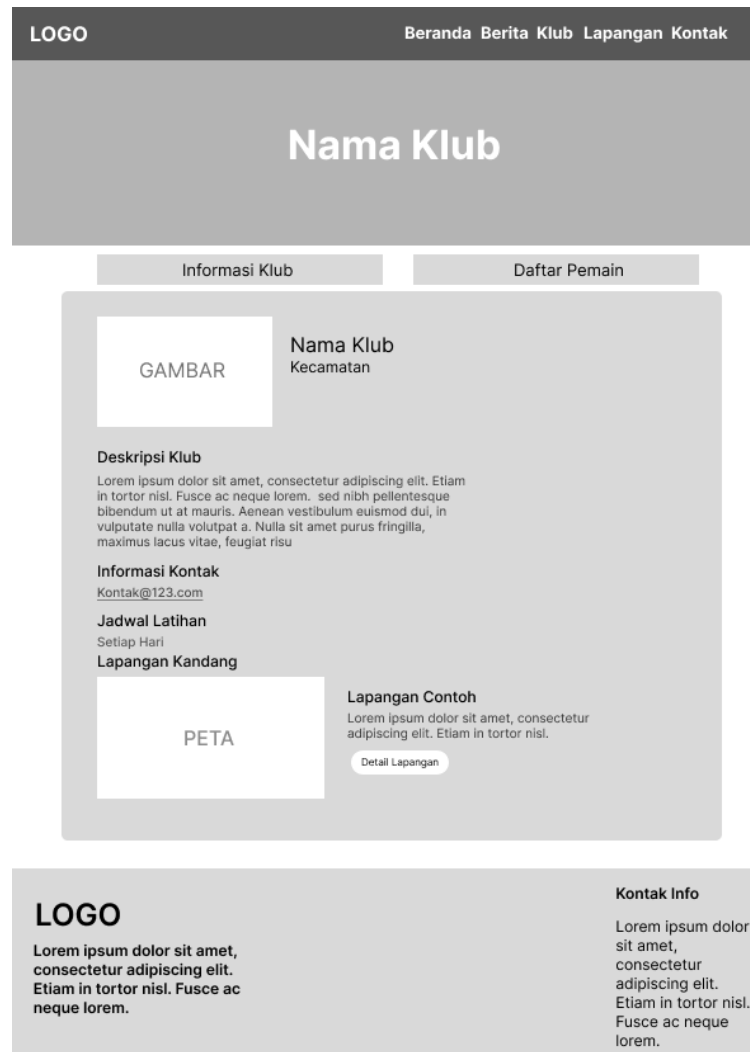 LOGO
Beranda Berita Klub Lapangan Kontak
Nama Klub
Informasi Klub
Daftar Pemain
GAMBAR
Nama Klub
Kecamatan
Deskripsi Klub
Lorem ipsum dolor sit amet, consectetur adipiscing elit. Etiam
in tortor nisl. Fusce ac neque lorem. sed nibh pellentesque
bibendum ut at mauris. Aenean vestibulum euismod dui, in
vulputate nulla volutpat a. Nulla sit amet purus fringilla,
maximus lacus vitae, feugiat risu
Informasi Kontak
Kontak@123.com
Jadwal Latihan
Setiap Hari
Lapangan Kandang
PETA
Lapangan Contoh
Lorem ipsum dolor sit amet, consectetur
adipiscing elit. Etiam in tortor nisl.
Detail Lapangan
LOGO
Lorem ipsum dolor sit amet,
consectetur adipiscing elit.
Etiam in tortor nisl. Fusce ac
neque lorem.
Kontak Info
Lorem ipsum dolor
sit amet,
consectetur
adipiscing elit.
Etiam in tortor nisl.
Fusce ac neque
lorem.